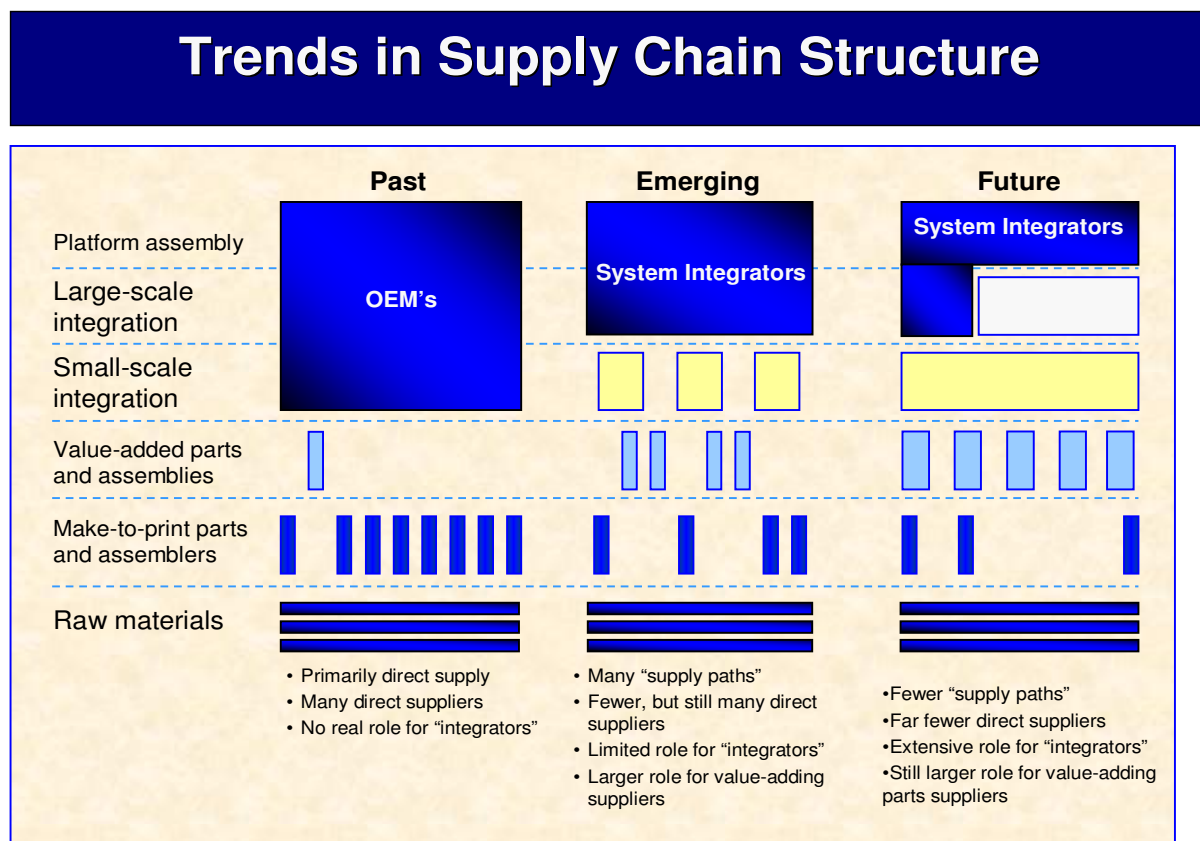 Trends in Supply Chain Structure
Past
Emerging
Future
Platform assembly
Large-scale
integration
Small-scale
integration
Value-added parts
and assemblies
Make-to-print parts
and assemblers
Raw materials
OEM’s
System Integrators
System Integrators
• Primarily direct supply
• Many direct suppliers
• No real role for “integrators”
• Many “supply paths”
• Fewer, but still many direct
suppliers
• Limited role for “integrators”
• Larger role for value-adding
suppliers
•Fewer “supply paths”
•Far fewer direct suppliers
•Extensive role for “integrators”
•Still larger role for value-adding
parts suppliers